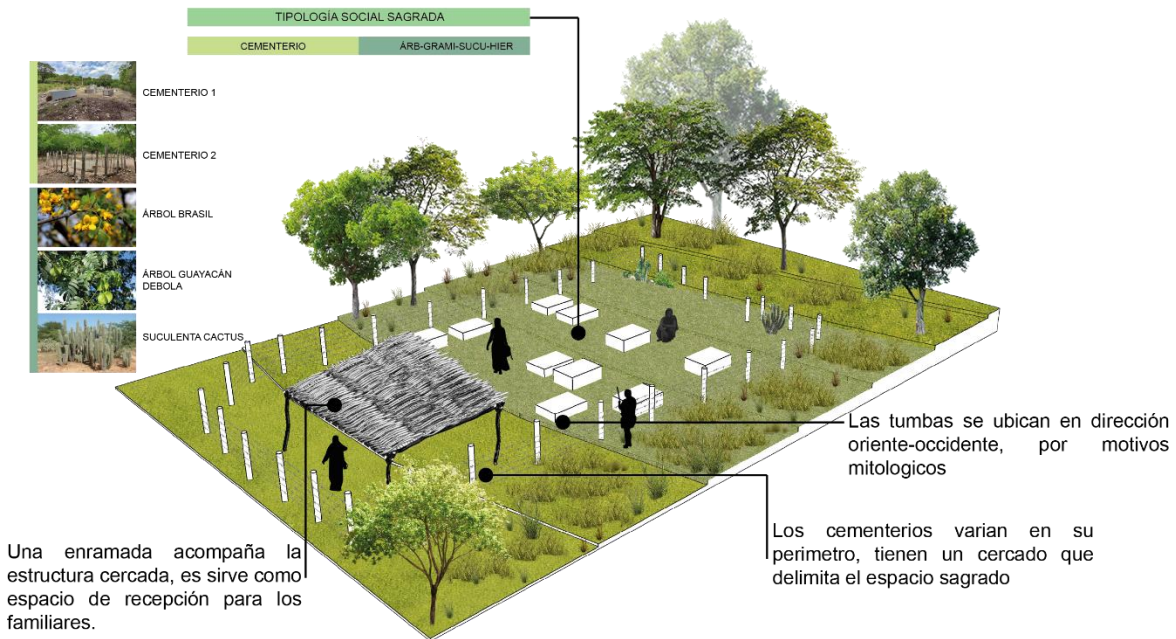 TIPOLOGÍA SOCIAL SAGRADA
CEMENTERIO
ÁRB-GRAMI-SUCU-HIER
CEMENTERIO 1
CEMENTERIO 2
ÁRBOL BRASIL
ÁRBOL GUAYACÁN
DEBOLA
SUCULENTA CACTUS
Las tumbas se ubican en dirección
oriente-occidente, por motivos
mitologicos
Los cementerios varian en su
perimetro, tienen un cercado que
delimita el espacio sagrado
Una enramada acompaña la
estructura cercada, es sirve como
espacio de recepción para los
familiares.